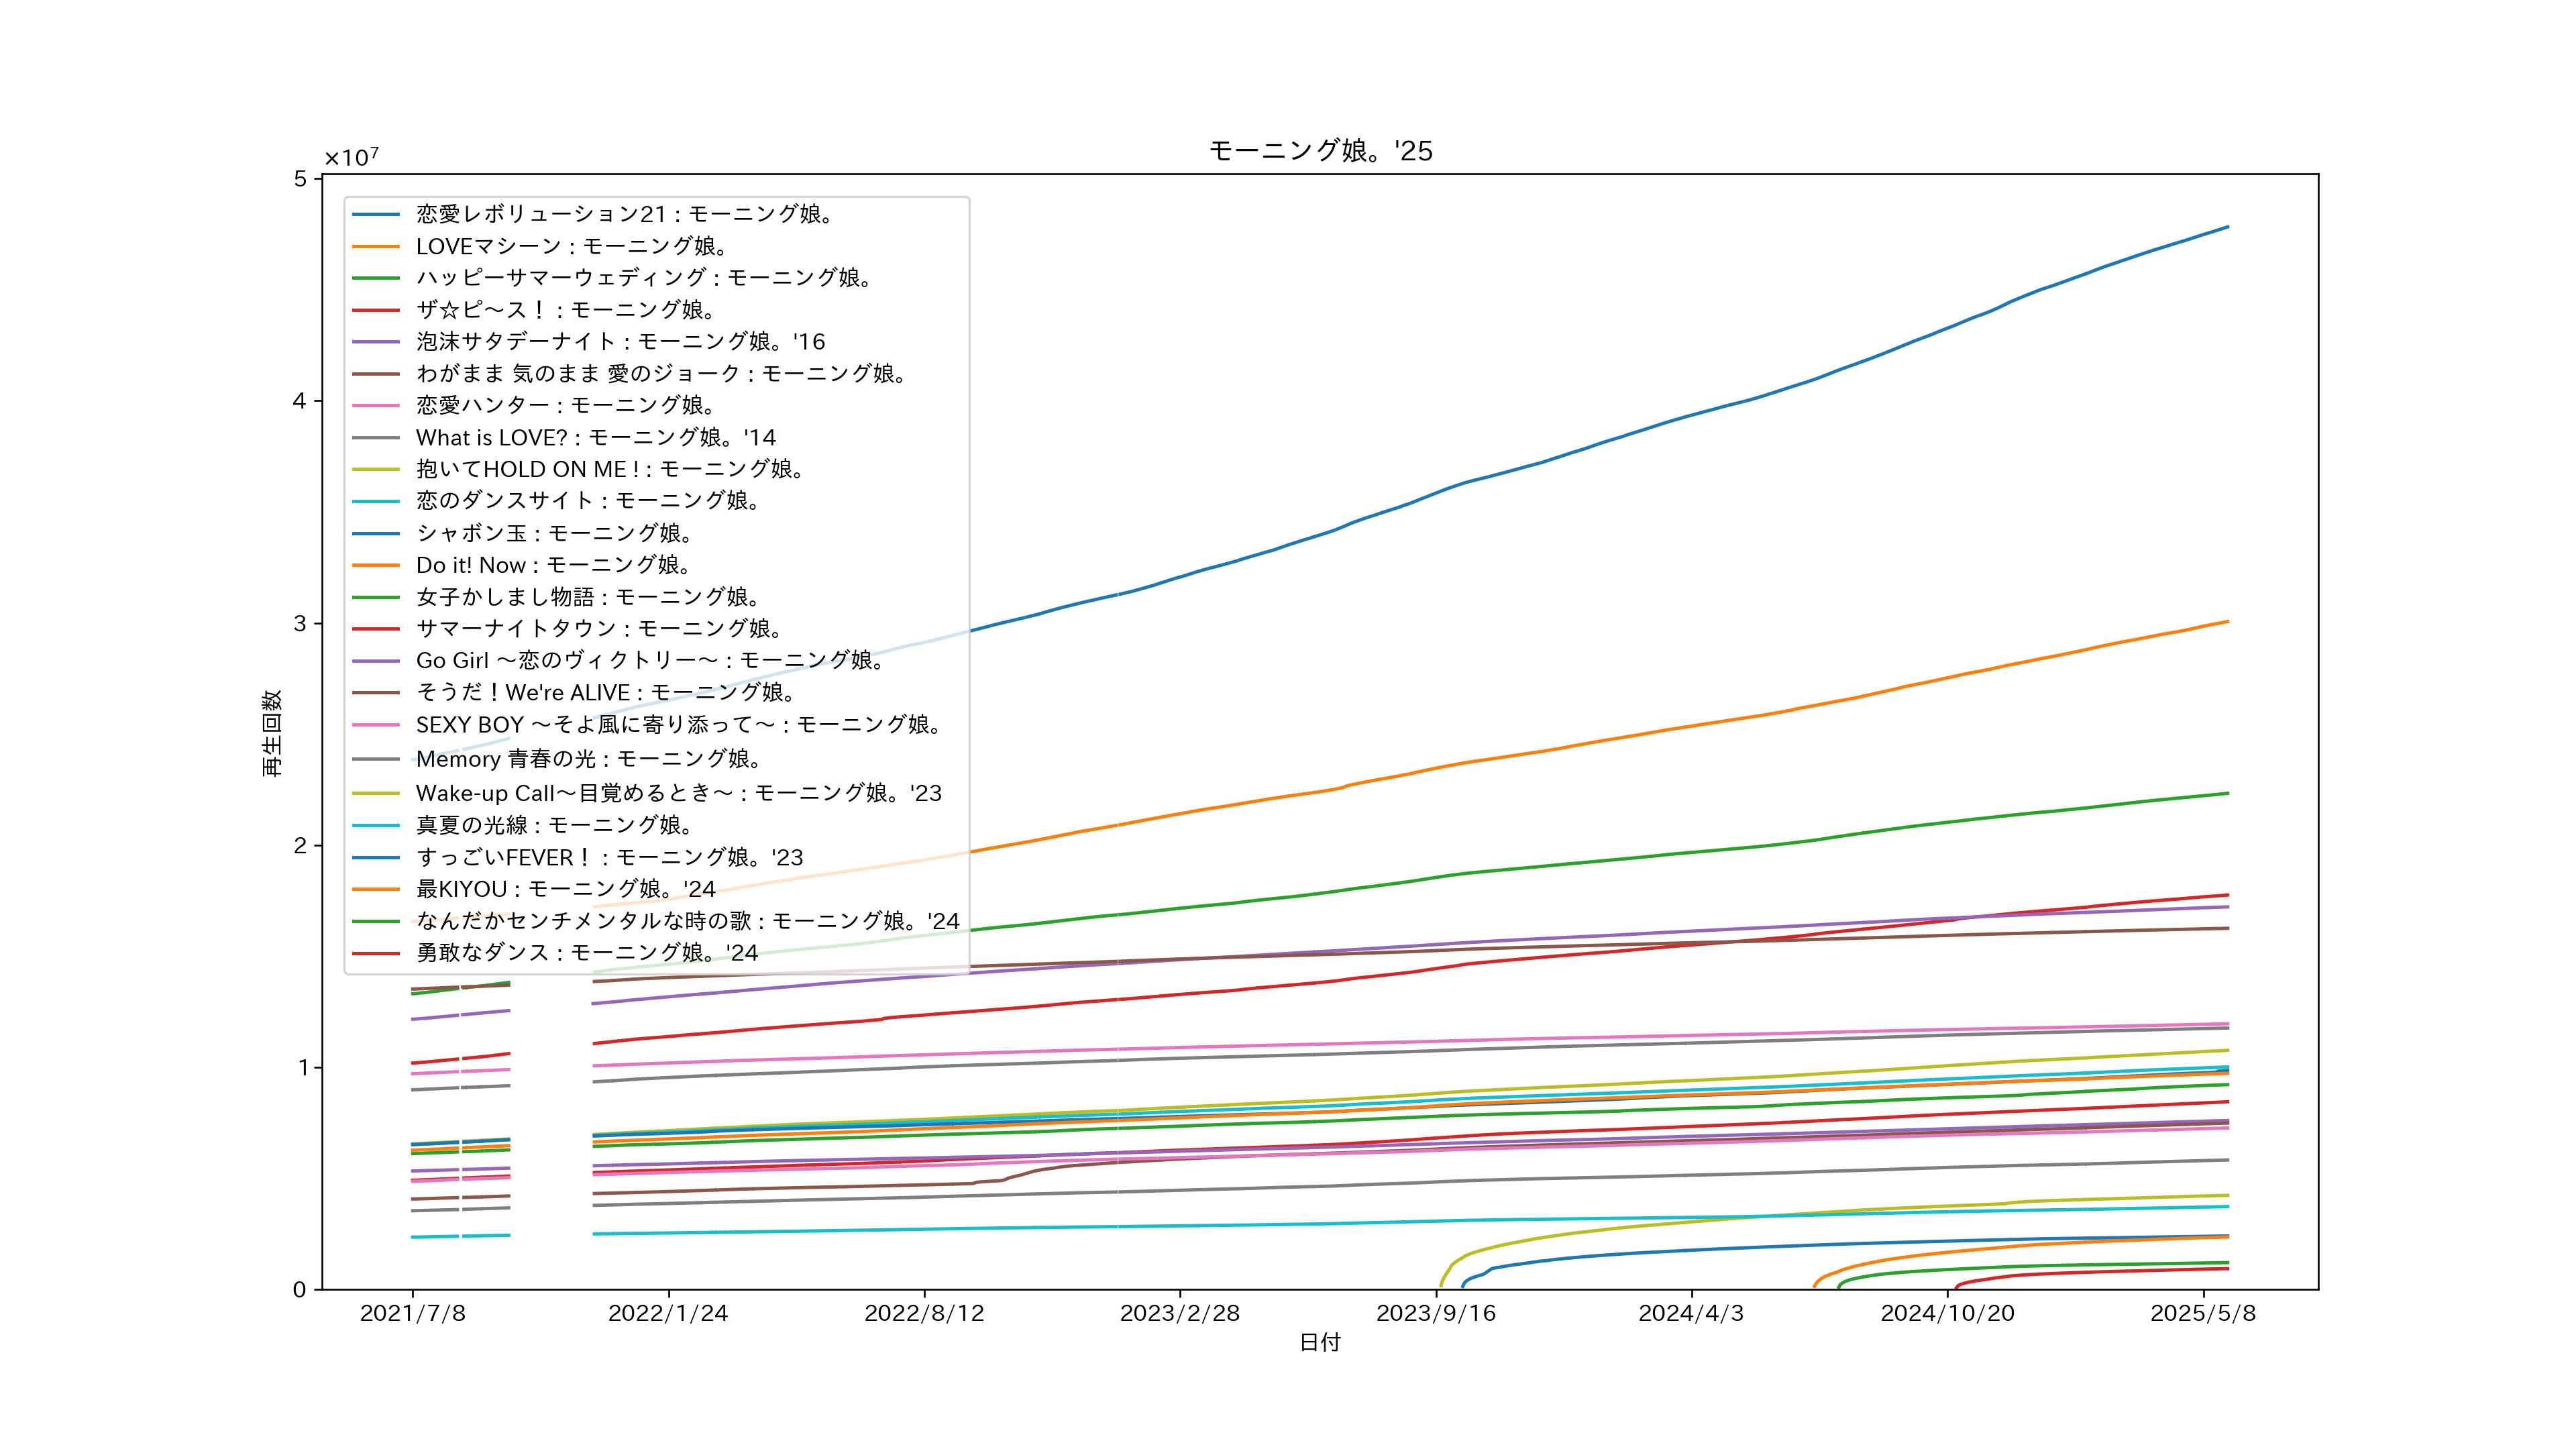 モーニング娘。'25
×10⁷
5
4
3
2
1
0
再生回数
恋愛レボリューション21 : モーニング娘。
LOVEマシーン : モーニング娘。
ハッピーサマーウェディング : モーニング娘。
ザ☆ピ〜ス！ : モーニング娘。
泡沫サタデーナイト : モーニング娘。'16
わがまま 気のまま 愛のジョーク : モーニング娘。
恋愛ハンター : モーニング娘。
What is LOVE? : モーニング娘。'14
抱いてHOLD ON ME ! : モーニング娘。
恋のダンスサイト : モーニング娘。
シャボン玉 : モーニング娘。
Do it! Now : モーニング娘。
女子かしまし物語 : モーニング娘。
サマーナイトタウン : モーニング娘。
Go Girl 〜恋のヴィクトリー〜 : モーニング娘。
そうだ！We're ALIVE : モーニング娘。
SEXY BOY 〜そよ風に寄り添って〜 : モーニング娘。
Memory 青春の光 : モーニング娘。
Wake-up Call〜目覚めるとき〜 : モーニング娘。'23
真夏の光線 : モーニング娘。
すっごいFEVER！ : モーニング娘。'23
最KIYOU : モーニング娘。'24
なんだかセンチメンタルな時の歌 : モーニング娘。'24
勇敢なダンス : モーニング娘。'24
2021/7/8
2022/1/24
2022/8/12
2023/2/28
2023/9/16
2024/4/3
2024/10/20
2025/5/8
日付